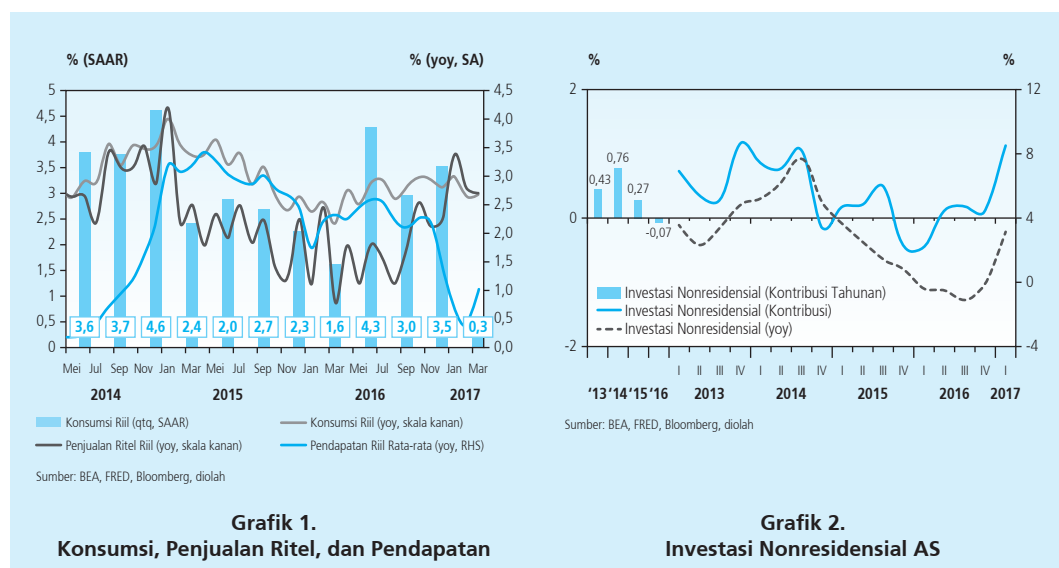 % (SAAR) % (yoy, SA)
5 4,5
4,5 4,0
4 3,5
3,5 3,0
3 2,5
2,5 2,0
2 1,5
1,5 1,0
1 0,5
0,5 0,0
0
3,6 3,7 4,6 2,4 2,0 2,7 2,3 1,6 4,3 3,0 3,5 0,3
Mei Jul Sep Nov Jan Mar Mei Jul Sep Nov Jan Mar Mei Jul Sep Nov Jan Mar
2014 2015 2016 2017
Konsumsi Riil (qtq, SAAR) Konsumsi Riil (yoy, skala kanan)
Penjualan Ritel Riil (yoy, skala kanan) Pendapatan Riil Rata-rata (yoy, RHS)
Sumber: BEA, FRED, Bloomberg, diolah
Grafik 1.
Konsumsi, Penjualan Ritel, dan Pendapatan
% %
2 12
8
0 4
0
-2 -4
0,43 0,76 0,27 -0,07
Investasi Nonresidensial (Kontribusi Tahunan)
Investasi Nonresidensial (Kontribusi)
Investasi Nonresidensial (yoy)
I II III IV I II III IV I II III IV I II III IV I
‘13 ‘14 ‘15 ‘16 2013 2014 2015 2016 2017
Sumber: BEA, FRED, Bloomberg, diolah
Grafik 2.
Investasi Nonresidensial AS